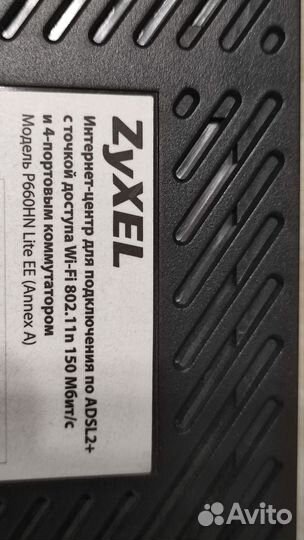 ZyXEL
Интернет-центр для подключения по ADSL2+
с точкой доступа Wi-Fi 802.11n 150 Мбит/с
и 4-портовым коммутатором
Модель P660HN Lite EE (Annex A)
Avito